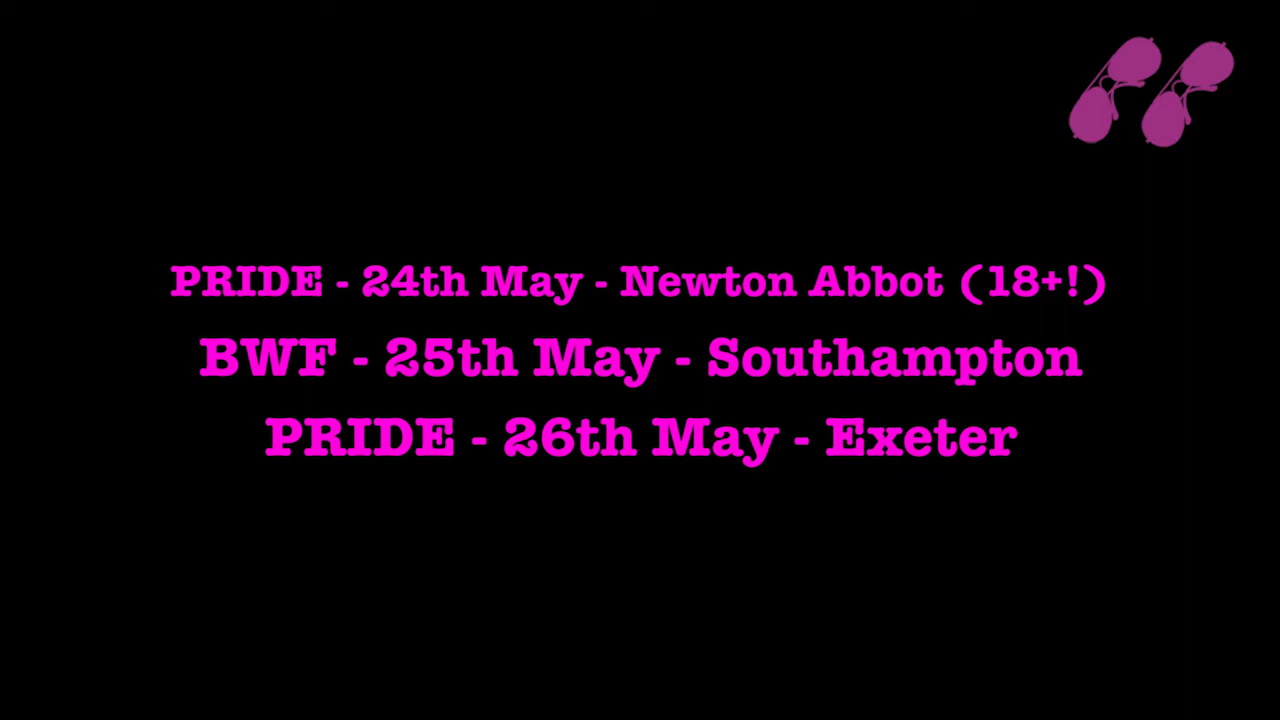 PRIDE - 24th May - Newton Abbot (18+!)
BWF - 25th May - Southampton
PRIDE - 26th May - Exeter